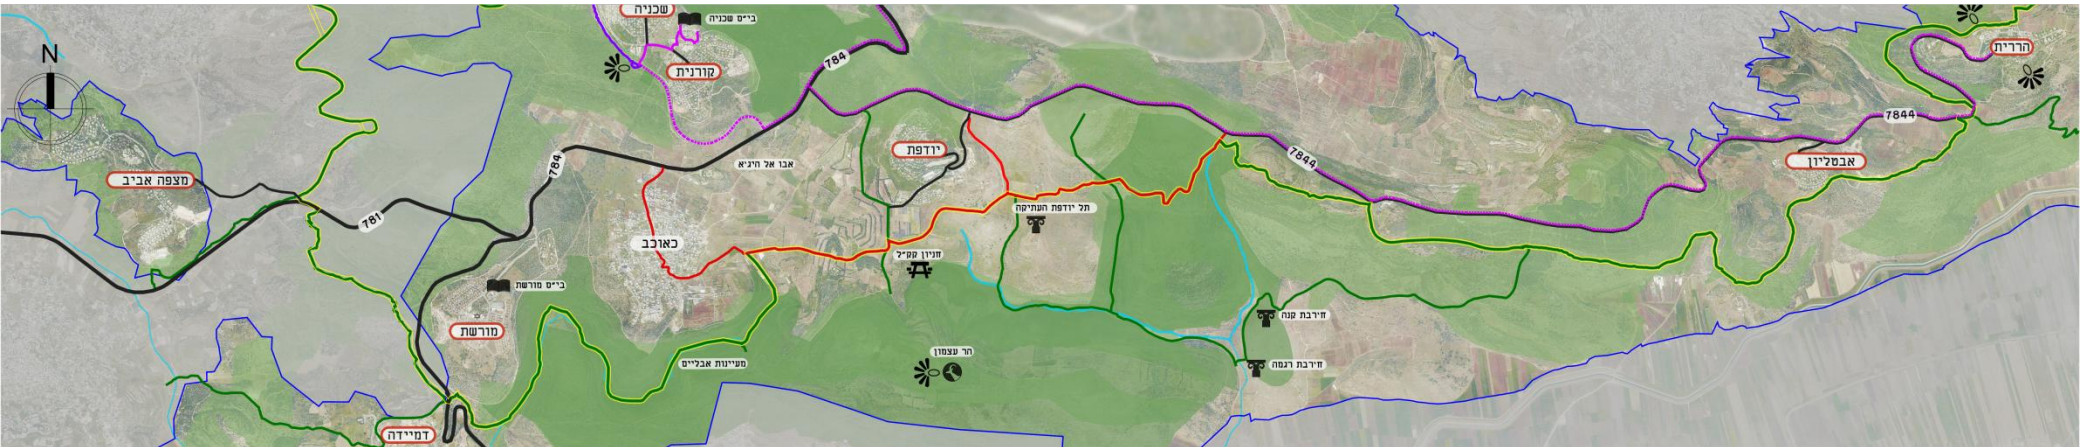 שכניה
בי״ס שכניה
N
784
קורנית
הררית
7844
אבטליון
יודפת
אבו אל היג׳א
784
7844
מצפה אביב
781
תל יודפת העתיקה
כאוכב
חניון קק״ל
בי״ס מורשת
מורשת
חירבת קנה
הר עצמון
מעיינות אבליים
חירבת רגמה
דמיידה